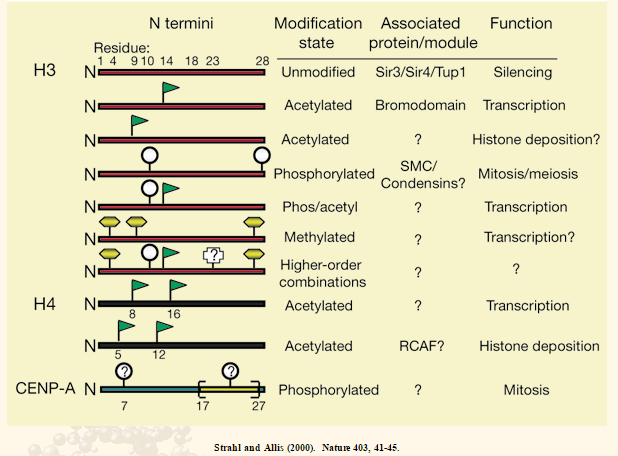 N termini Modification Associated Function
state protein/module
Residue:
1 4 9 10 14 18 23 28
H3 N Unmodified Sir3/Sir4/Tup1 Silencing
N Acetylated Bromodomain Transcription
N Acetylated ? Histone deposition?
N Phosphorylated SMC/ Condensins? Mitosis/meiosis
N Phos/acetyl ? Transcription
N Methylated ? Transcription?
N ? Higher-order combinations ? ?
H4 N Acetylated ? Transcription
8 16
N Acetylated RCAF? Histone deposition
5 12
? ?
CENP-A N Phosphorylated ? Mitosis
7 17 27
Strahl and Allis (2000). Nature 403, 41-45.